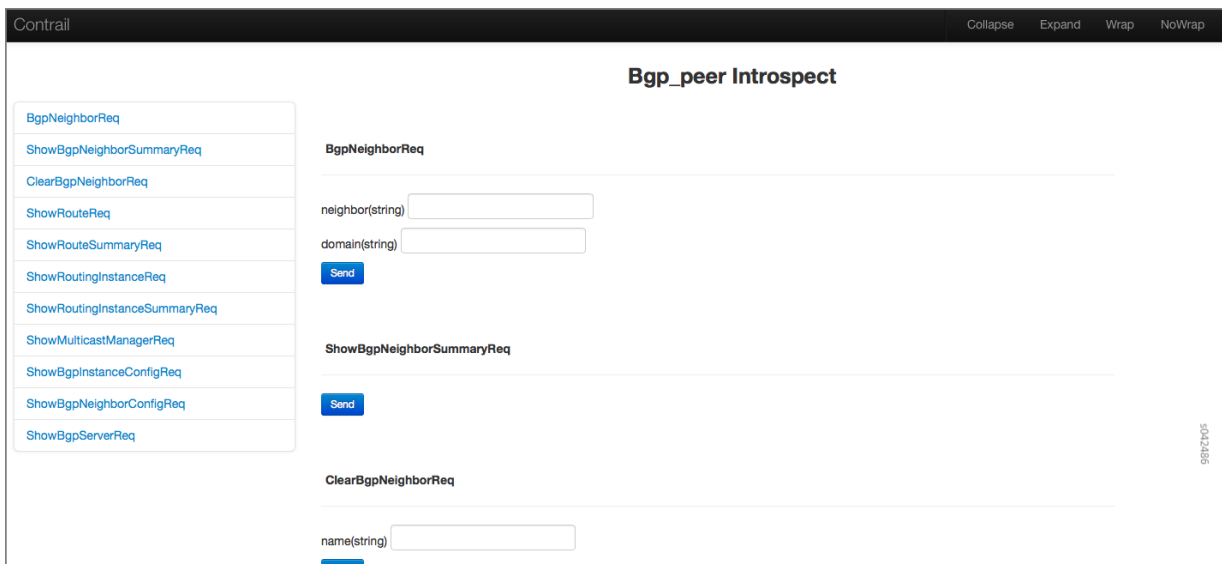 Contrail
Collapse Expand Wrap NoWrap
Bgp_peer Introspect
BgpNeighborReq
ShowBgpNeighborSummaryReq
ClearBgpNeighborReq
ShowRouteReq
ShowRouteSummaryReq
ShowRoutingInstanceReq
ShowRoutingInstanceSummaryReq
ShowMulticastManagerReq
ShowBgpInstanceConfigReq
ShowBgpNeighborConfigReq
ShowBgpServerReq
BgpNeighborReq
neighbor(string)
domain(string)
Send
ShowBgpNeighborSummaryReq
Send
ClearBgpNeighborReq
name(string)
s042486